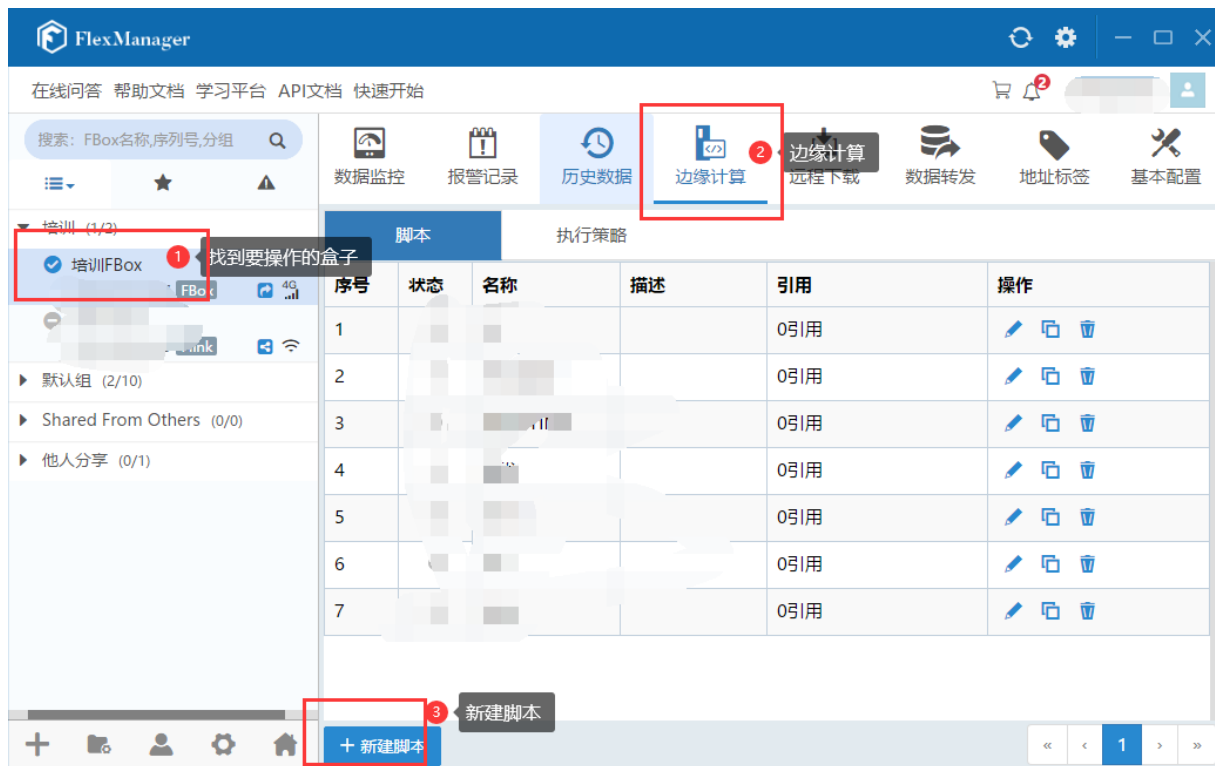 FlexManager
在线问答 帮助文档 学习平台 API文档 快速开始
2
搜索：FBox名称,序列号,分组
数据监控
报警记录
历史数据
边缘计算
2
边缘计算
远程下载
数据转发
地址标签
基本配置
培训 (1/3)
培训FBox
1
找到要操作的盒子
FBox
4G
默认组 (2/10)
Shared From Others (0/0)
他人分享 (0/1)
脚本
执行策略
序号 状态 名称 描述 引用 操作
1 0引用
2 0引用
3 0引用
4 0引用
5 0引用
6 0引用
7 0引用
3
新建脚本
+ 新建脚本
« ‹ 1 › »